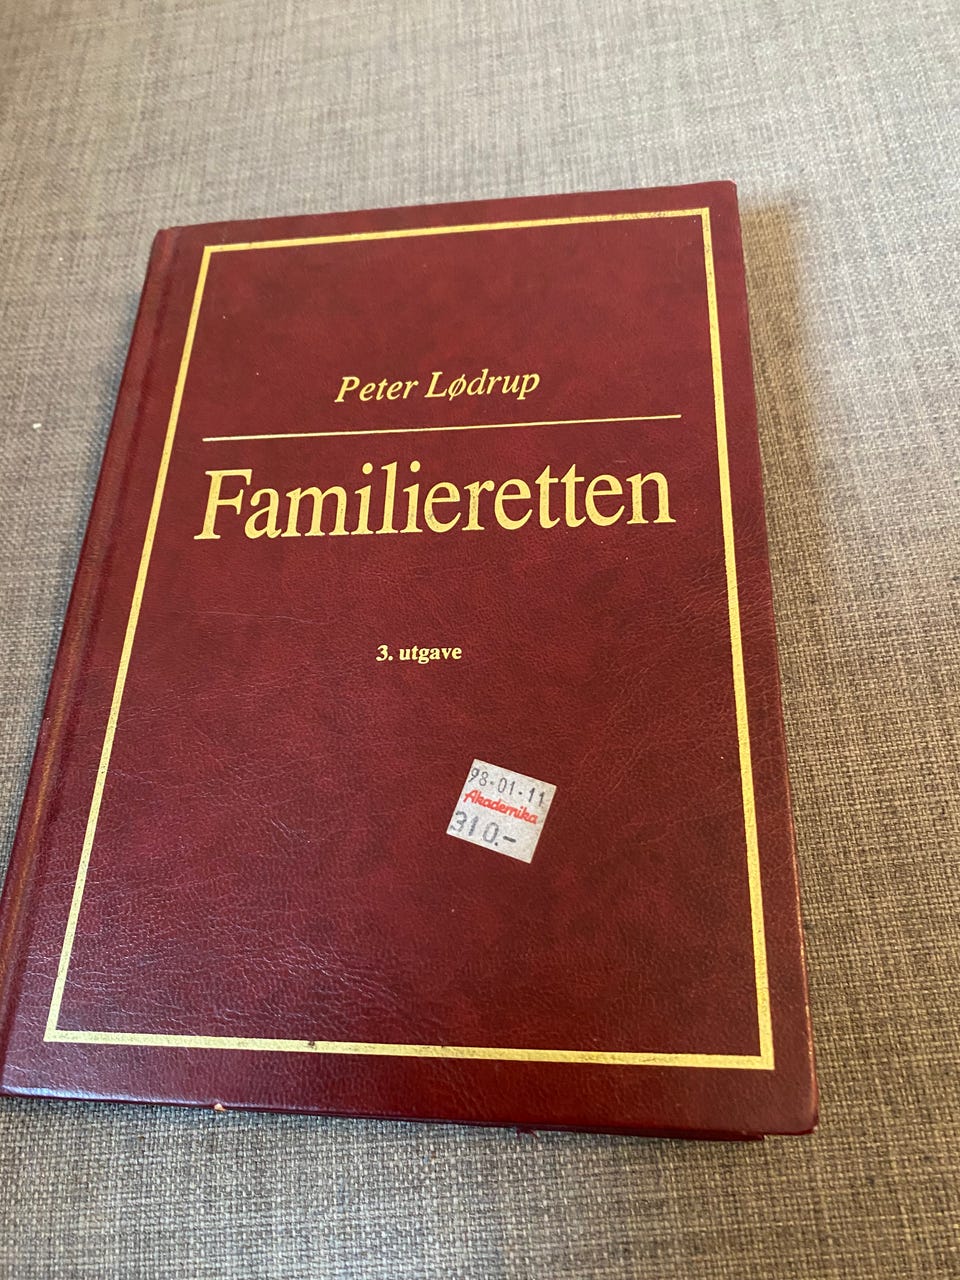 Peter Lødrup
Familieretten
3. utgave
98-01-11
Akademika
310.-